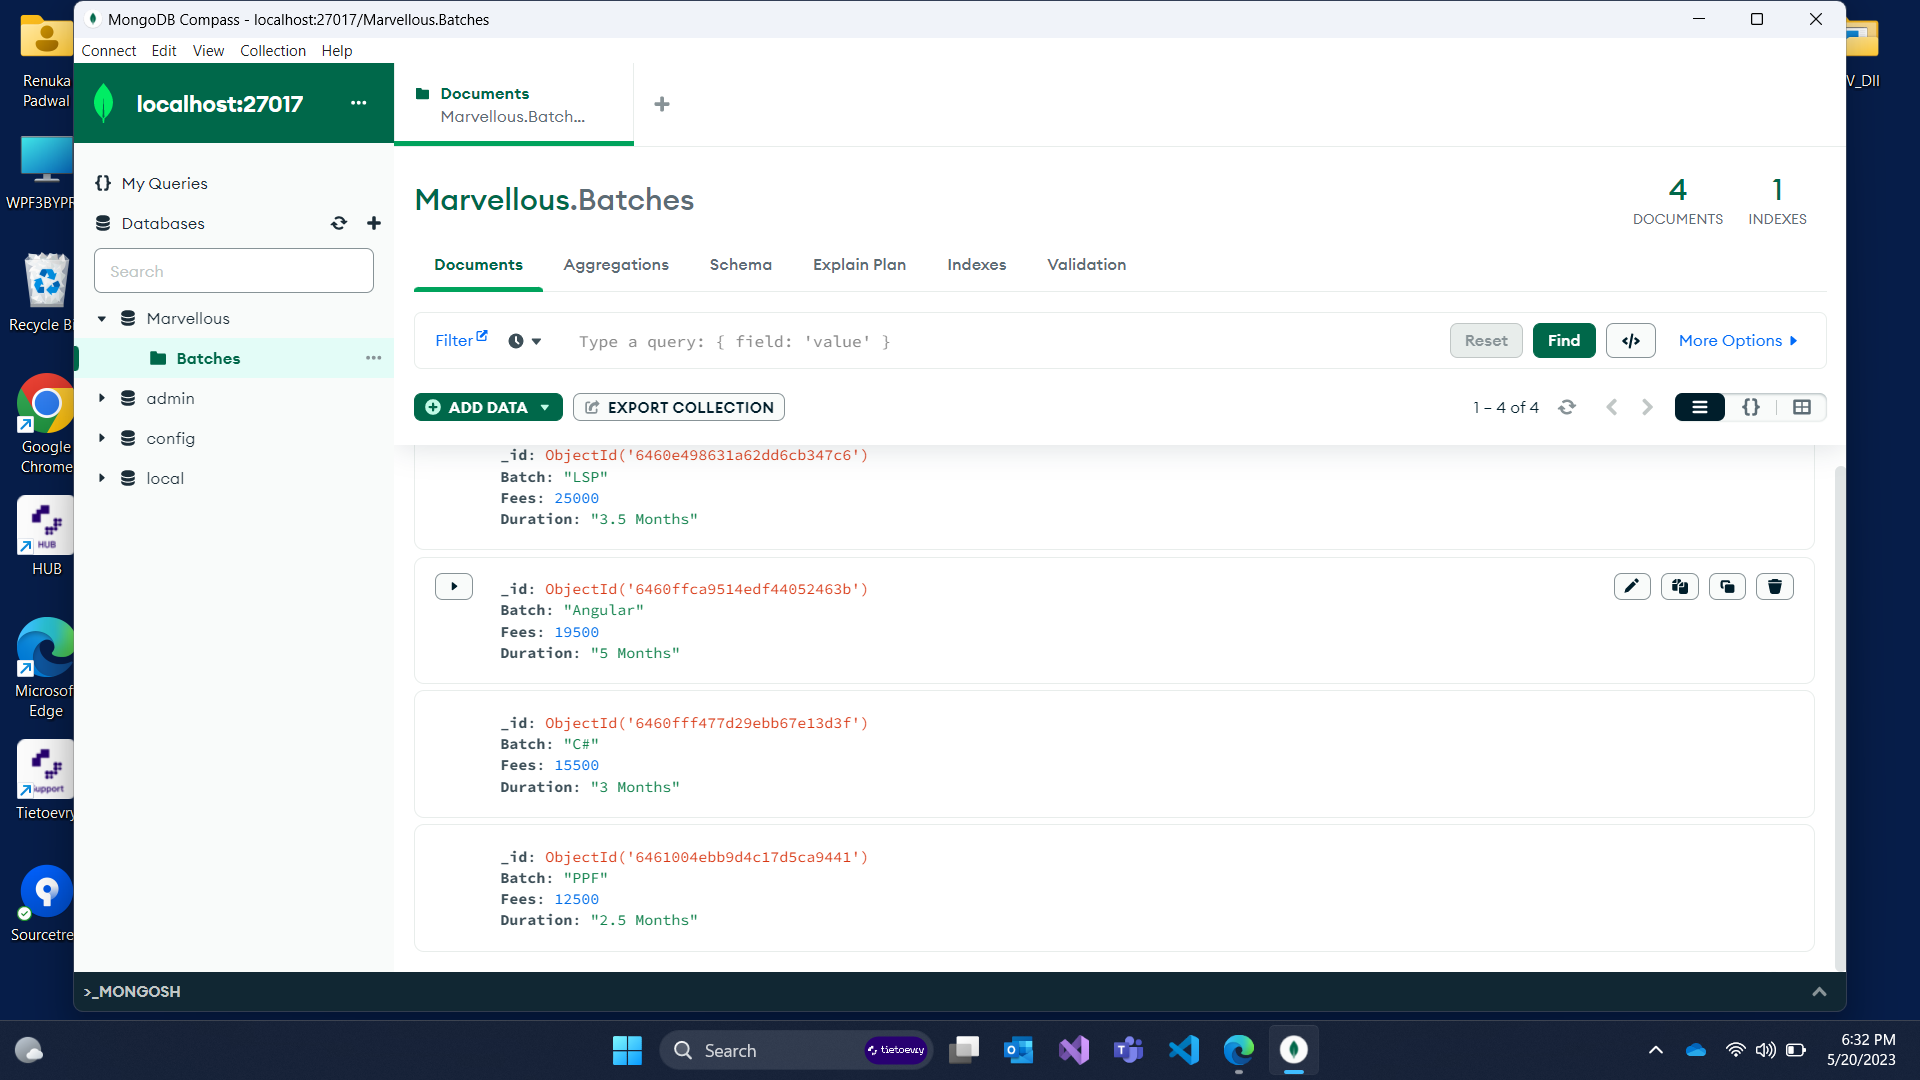 MongoDB Compass - localhost:27017/Marvellous.Batches
Connect Edit View Collection Help
localhost:27017
Documents
Marvellous.Batch...
My Queries
Databases
Search
Marvellous
Batches
admin
config
local
Marvellous.Batches
4
DOCUMENTS
1
INDEXES
Documents Aggregations Schema Explain Plan Indexes Validation
Filter
Type a query: { field: 'value' }
Reset
Find
More Options
ADD DATA
EXPORT COLLECTION
1 – 4 of 4
_id: ObjectId('6460e498631a62dd6cb347c6')
Batch: "LSP"
Fees: 25000
Duration: "3.5 Months"
_id: ObjectId('6460ffca9514edf44052463b')
Batch: "Angular"
Fees: 19500
Duration: "5 Months"
_id: ObjectId('6460fff477d29ebb67e13d3f')
Batch: "C#"
Fees: 15500
Duration: "3 Months"
_id: ObjectId('6461004ebb9d4c17d5ca9441')
Batch: "PPF"
Fees: 12500
Duration: "2.5 Months"
>_MONGOSH
Renuka
Padwal
WPF3BYPF
Recycle Bi
Google
Chrome
HUB
HUB
Microsof
Edge
support
Tietoevry
Sourcetre
V_DII
Search
tietoevry
6:32 PM
5/20/2023